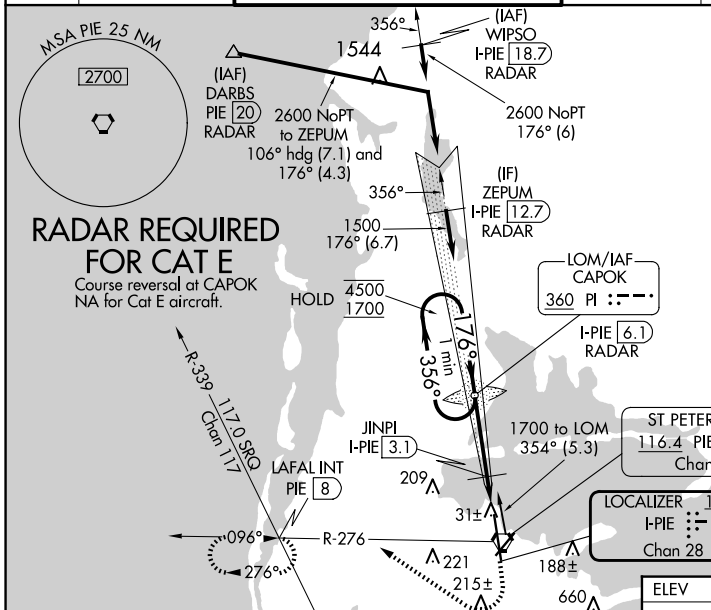 MSA PIE 25 NM
2700
(IAF)
DARBS
PIE 20
RADAR
1544
2600 NoPT
to ZEPUM
106° hdg (7.1) and
176° (4.3)
356°
(IAF)
WIPSO
I-PIE 18.7
RADAR
2600 NoPT
176° (6)
356°
(IF)
ZEPUM
I-PIE 12.7
RADAR
1500
176° (6.7)
RADAR REQUIRED
FOR CAT E
Course reversal at CAPOK
NA for Cat E aircraft.
HOLD 4500
1700
176°
1 min
356°
LOM/IAF
CAPOK
360 PI
I-PIE 6.1
RADAR
R-339
117.0 SRQ
Chan 117
JINPI
I-PIE 3.1
1700 to LOM
354° (5.3)
ST PETER
116.4 PIE
Chan
LAFAL INT
PIE 8
209
31±
LOCALIZER 1
I-PIE
Chan 28
096°
R-276
276°
221
215±
188±
660
ELEV